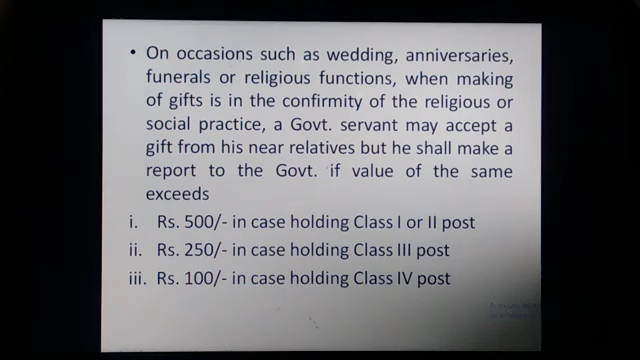 • On occasions such as wedding, anniversaries,
funerals or religious functions, when making
of gifts is in the confirmity of the religious or
social practice, a Govt. servant may accept a
gift from his near relatives but he shall make a
report to the Govt. if value of the same
exceeds
i. Rs. 500/- in case holding Class I or II post
ii. Rs. 250/- in case holding Class III post
iii. Rs. 100/- in case holding Class IV post